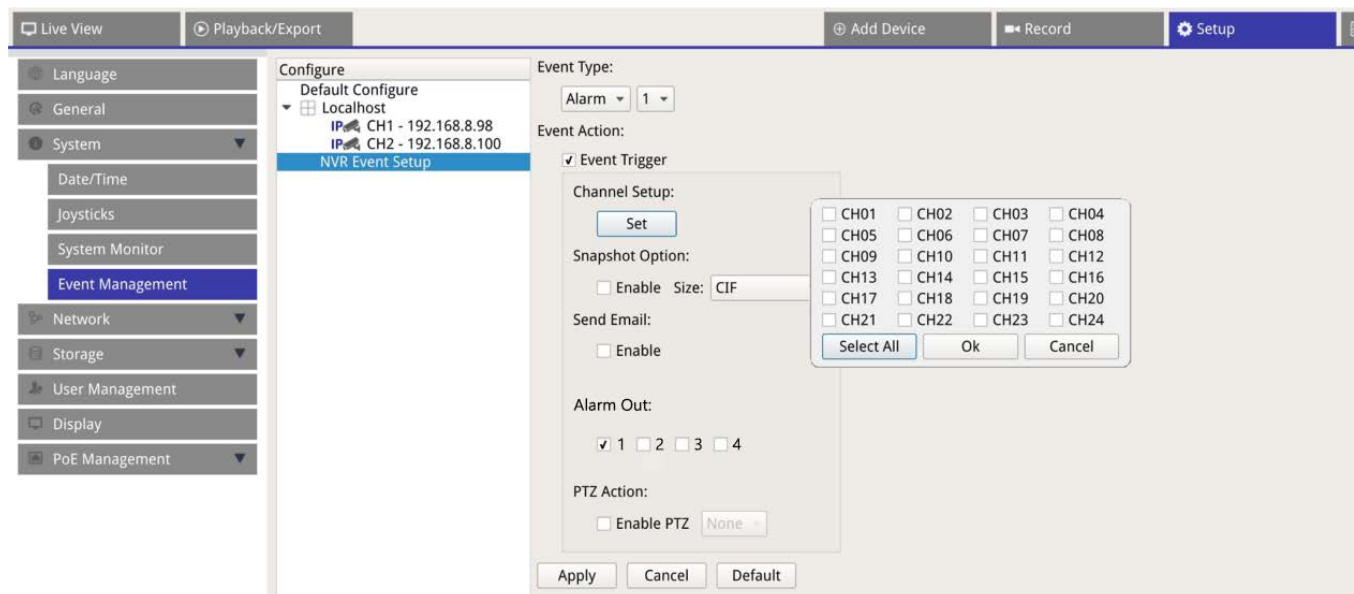 Live View
Playback/Export
Add Device
Record
Setup
Language
General
System
Date/Time
Joysticks
System Monitor
Event Management
Network
Storage
User Management
Display
PoE Management
Configure
Default Configure
Localhost
IP CH1 - 192.168.8.98
IP CH2 - 192.168.8.100
NVR Event Setup
Event Type:
Alarm 1
Event Action:
Event Trigger
Channel Setup:
Set
Snapshot Option:
Enable Size: CIF
Send Email:
Enable
Alarm Out:
1 2 3 4
PTZ Action:
Enable PTZ None
Apply Cancel Default
CH01 CH02 CH03 CH04
CH05 CH06 CH07 CH08
CH09 CH10 CH11 CH12
CH13 CH14 CH15 CH16
CH17 CH18 CH19 CH20
CH21 CH22 CH23 CH24
Select All Ok Cancel